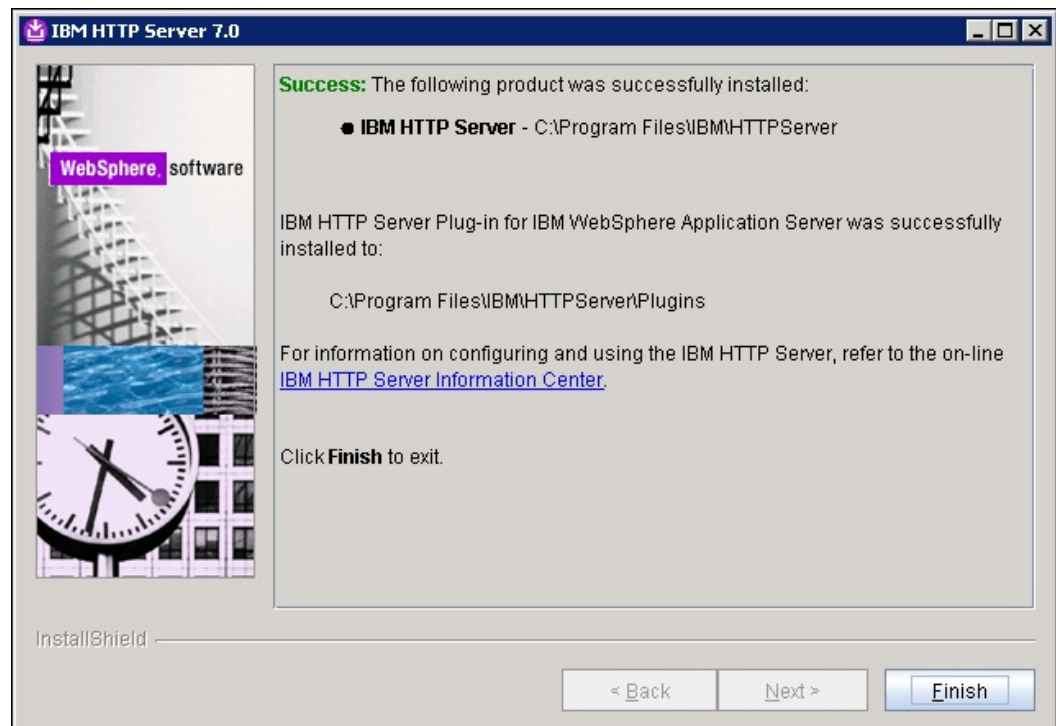 IBM HTTP Server 7.0
WebSphere. software
Success: The following product was successfully installed:
● IBM HTTP Server - C:\Program Files\IBM\HTTPServer
IBM HTTP Server Plug-in for IBM WebSphere Application Server was successfully
installed to:
C:\Program Files\IBM\HTTPServer\Plugins
For information on configuring and using the IBM HTTP Server, refer to the on-line
IBM HTTP Server Information Center.
Click Finish to exit.
InstallShield
< Back
Next >
Finish